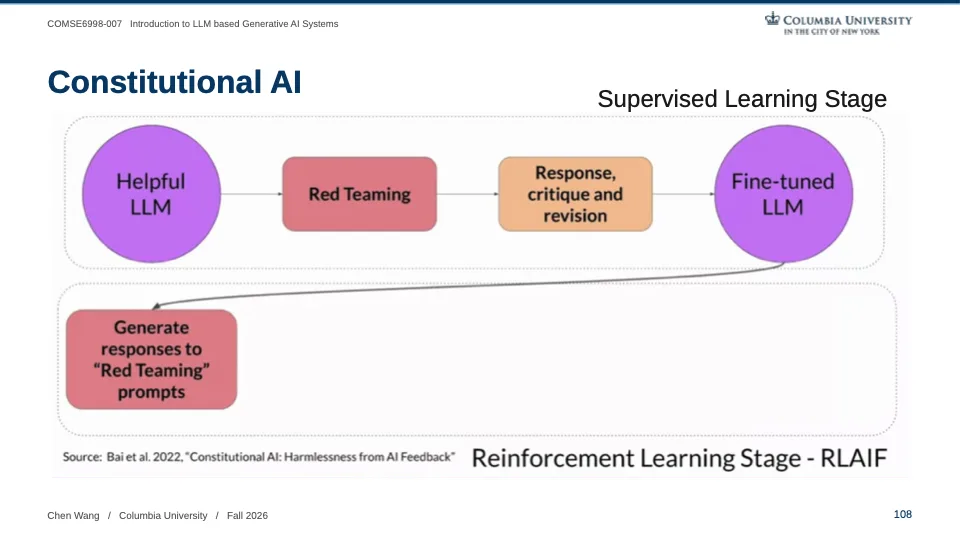 COMSE6998-007   Introduction to LLM based Generative AI Systems
COLUMBIA UNIVERSITY
IN THE CITY OF NEW YORK
Constitutional AI
Supervised Learning Stage
Helpful
LLM
Red Teaming
Response,
critique and
revision
Fine-tuned
LLM
Generate
responses to
“Red Teaming”
prompts
Source: Bai et al. 2022, “Constitutional AI: Harmlessness from AI Feedback”
Reinforcement Learning Stage - RLAIF
Chen Wang   /   Columbia University   /   Fall 2026
108